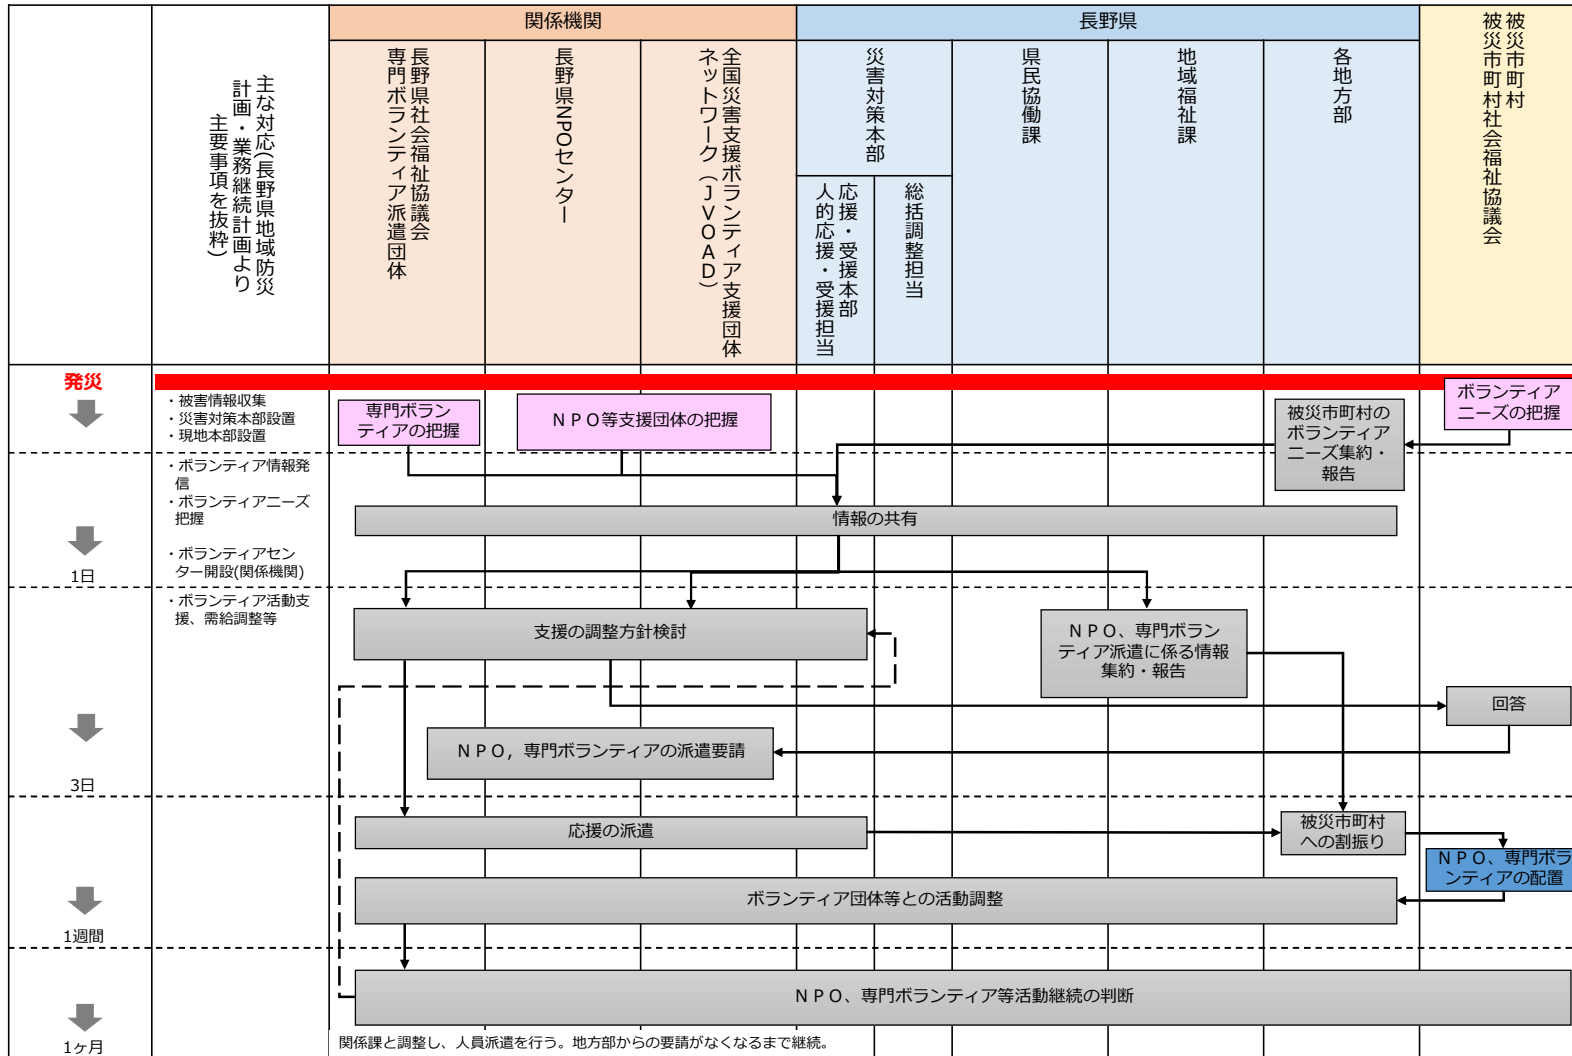 関係機関
長野県
被災市町村
被災市町村社会福祉協議会
主な対応(長野県地域防災
計画・業務継続計画より
主要事項を抜粋)
長野県社会福祉協議会
専門ボランティア派遣団体
長野県NPOセンター
全国災害支援ボランティア支援団体
ネットワーク(JVOAD)
災害対策本部
県民協働課
地域福祉課
各地方部
応援・受援本部
人的応援・受援担当
総括調整担当
発災
・被害情報収集
・災害対策本部設置
・現地本部設置
専門ボラン
ティアの把握
NPO等支援団体の把握
被災市町村の
ボランティア
ニーズ集約・
報告
ボランティア
ニーズの把握
・ボランティア情報発
信
・ボランティアニーズ
把握
・ボランティアセン
ター開設(関係機関)
情報の共有
1日
・ボランティア活動支
援、需給調整等
支援の調整方針検討
NPO、専門ボラン
ティア派遣に係る情報
集約・報告
回答
NPO,専門ボランティアの派遣要請
3日
応援の派遣
被災市町村
への割振り
NPO、専門ボラ
ンティアの配置
ボランティア団体等との活動調整
1週間
NPO、専門ボランティア等活動継続の判断
1ヶ月
関係課と調整し、人員派遣を行う。地方部からの要請がなくなるまで継続。